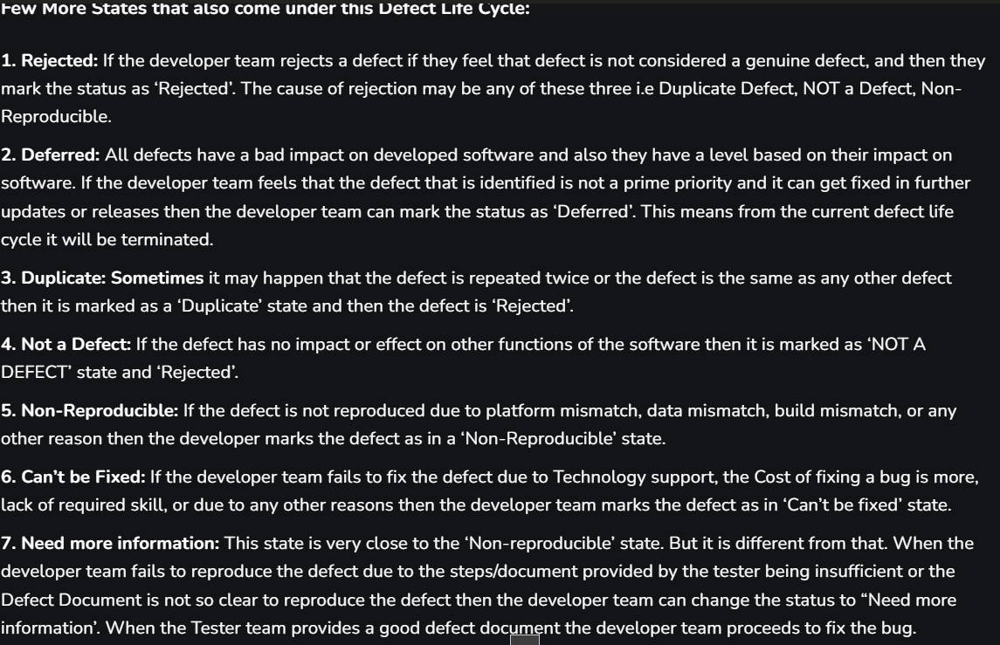 Few More States that also come under this Defect Life Cycle:
1. Rejected: If the developer team rejects a defect if they feel that defect is not considered a genuine defect, and then they
mark the status as ‘Rejected’. The cause of rejection may be any of these three i.e Duplicate Defect, NOT a Defect, Non-
Reproducible.
2. Deferred: All defects have a bad impact on developed software and also they have a level based on their impact on
software. If the developer team feels that the defect that is identified is not a prime priority and it can get fixed in further
updates or releases then the developer team can mark the status as ‘Deferred’. This means from the current defect life
cycle it will be terminated.
3. Duplicate: Sometimes it may happen that the defect is repeated twice or the defect is the same as any other defect
then it is marked as a ‘Duplicate’ state and then the defect is ‘Rejected’.
4. Not a Defect: If the defect has no impact or effect on other functions of the software then it is marked as ‘NOT A
DEFECT’ state and ‘Rejected’.
5. Non-Reproducible: If the defect is not reproduced due to platform mismatch, data mismatch, build mismatch, or any
other reason then the developer marks the defect as in a ‘Non-Reproducible’ state.
6. Can’t be Fixed: If the developer team fails to fix the defect due to Technology support, the Cost of fixing a bug is more,
lack of required skill, or due to any other reasons then the developer team marks the defect as in ‘Can’t be fixed’ state.
7. Need more information: This state is very close to the ‘Non-reproducible’ state. But it is different from that. When the
developer team fails to reproduce the defect due to the steps/document provided by the tester being insufficient or the
Defect Document is not so clear to reproduce the defect then the developer team can change the status to “Need more
information’. When the Tester team provides a good defect document the developer team proceeds to fix the bug.